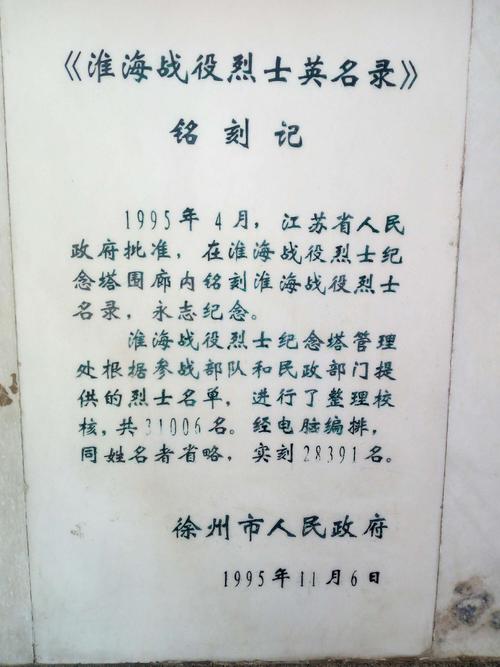 《淮海战役烈士英名录》
铭刻记
1995年4月，江苏省人民
政府批准，在淮海战役烈士纪
念塔围廊内铭刻淮海战役烈士
名录，永志纪念。
淮海战役烈士纪念塔管理
处根据参战部队和民政部门提
供的烈士名单，进行了整理校
核，共31006名。经电脑编排，
同姓名者省略，实刻28391名。
徐州市人民政府
1995年11月6日